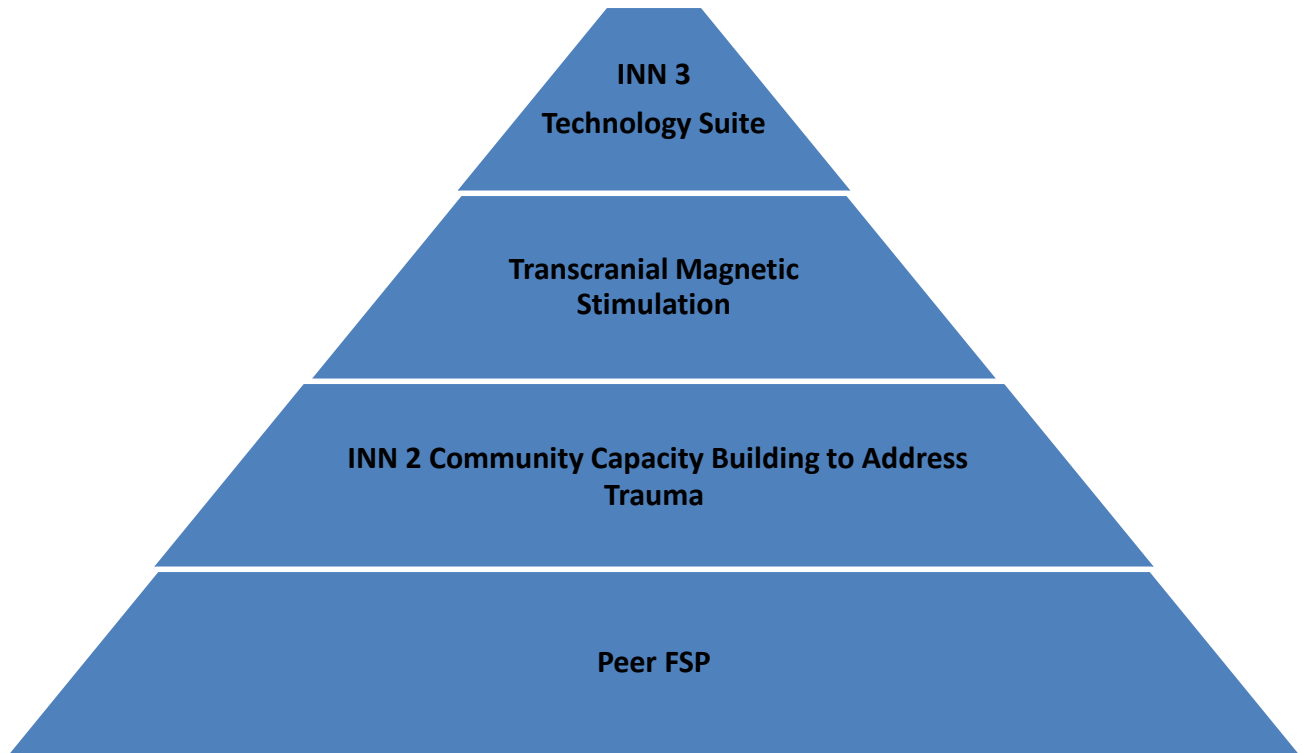 INN 3
Technology Suite
Transcranial Magnetic
Stimulation
INN 2 Community Capacity Building to Address
Trauma
Peer FSP